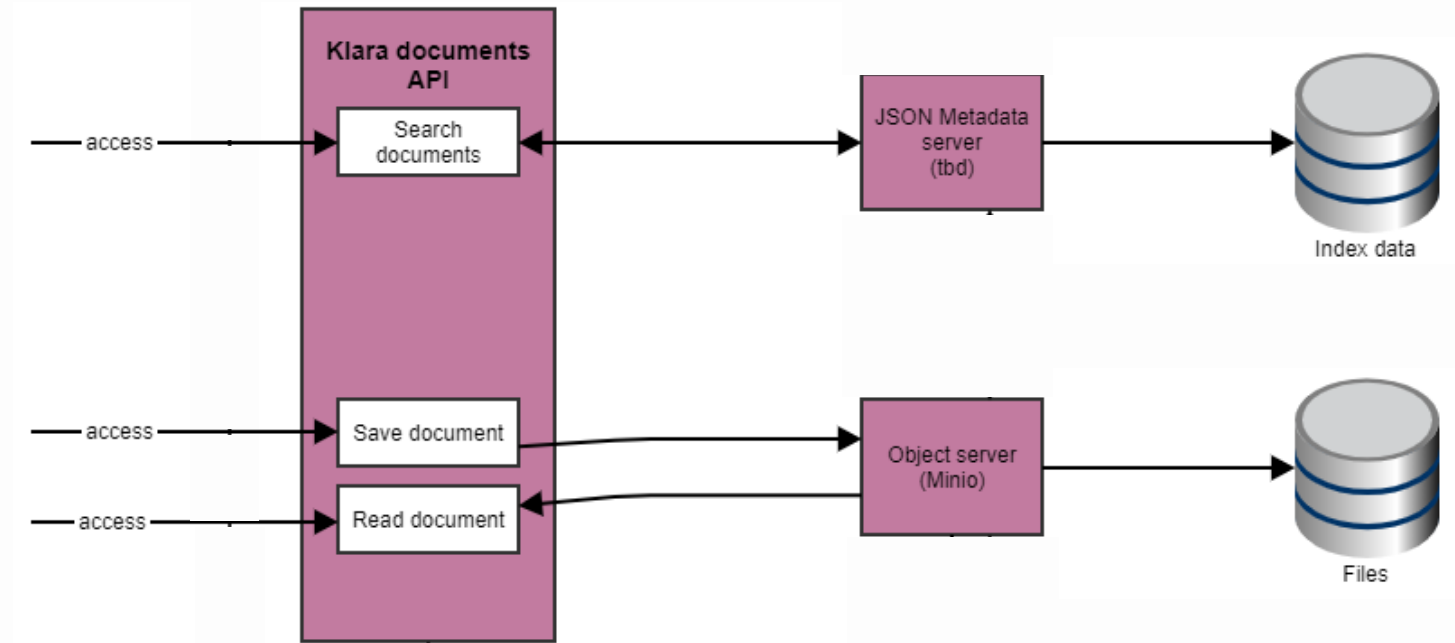 Klara documents
API
access
Search
documents
JSON Metadata
server
(tbd)
Index data
access
Save document
Object server
(Minio)
access
Read document
Files